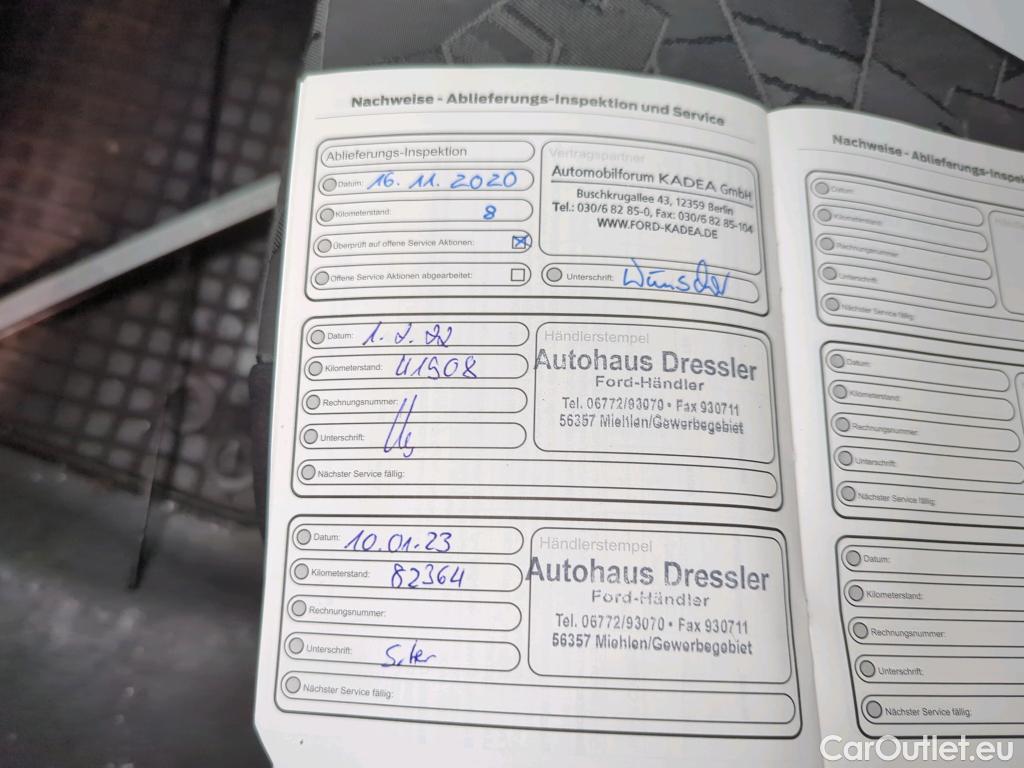 Nachweise - Ablieferungs-Inspektion und Service
Ablieferungs-Inspektion
Datum: 16. 11. 2020
Kilometerstand: 8
Überprüft auf offene Service Aktionen:
Offene Service Aktionen abgearbeitet:
Vertragspartner
Automobilforum KADEA GmbH
Buschkrugallee 43, 12359 Berlin
Tel.: 030/6 82 85-0, Fax: 030/6 82 85-104
WWW.FORD-KADEA.DE
Unterschrift:
Datum: 1. 2. 22
Kilometerstand: 41908
Rechnungsnummer:
Unterschrift:
Nächster Service fällig:
Händlerstempel
Autohaus Dressler
Ford-Händler
Tel. 06772/93070 • Fax 930711
56357 Miehlen/Gewerbegebiet
Datum: 10.01.23
Kilometerstand: 82364
Rechnungsnummer:
Unterschrift:
Nächster Service fällig:
Händlerstempel
Autohaus Dressler
Ford-Händler
Tel. 06772/93070 • Fax 930711
56357 Miehlen/Gewerbegebiet
Nachweise - Ablieferungs-Inspek
Datum:
Kilometerstand:
Rechnungsnummer:
Unterschrift:
Nächster Service fällig:
Datum:
Kilometerstand:
Rechnungsnummer:
Unterschrift:
Nächster Service fällig:
Datum:
Kilometerstand:
Rechnungsnummer:
Unterschrift:
Nächster Service fällig:
CarOutlet.eu